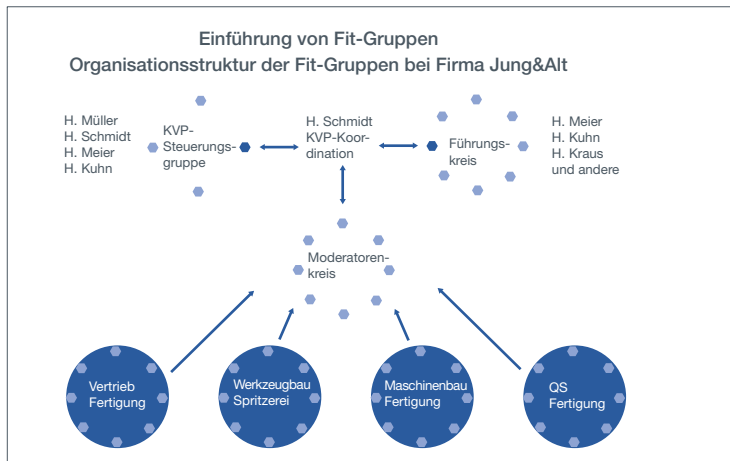 Einführung von Fit-Gruppen
Organisationsstruktur der Fit-Gruppen bei Firma Jung&Alt
H. Müller
H. Schmidt
H. Meier
H. Kuhn
KVP-
Steuerungs-
gruppe
H. Schmidt
KVP-Koor-
dination
Führungs-
kreis
H. Meier
H. Kuhn
H. Kraus
und andere
Moderatoren-
kreis
Vertrieb
Fertigung
Werkzeugbau
Spritzerei
Maschinenbau
Fertigung
QS
Fertigung